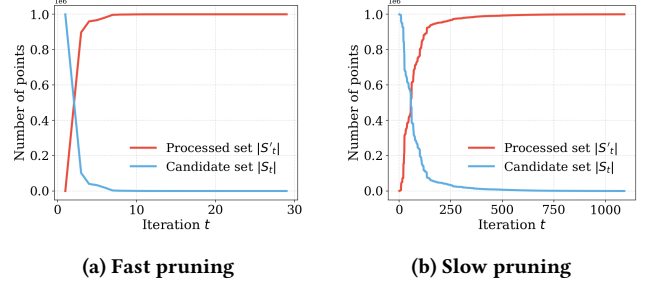 1e6
1e6
1.0
0.8
0.6
0.4
0.2
0.0
Number of points
Processed set |S′ₜ|
Candidate set |Sₜ|
0 10 20 30
Iteration t
1.0
0.8
0.6
0.4
0.2
0.0
Number of points
Processed set |S′ₜ|
Candidate set |Sₜ|
0 250 500 750 1000
Iteration t
(a) Fast pruning
(b) Slow pruning